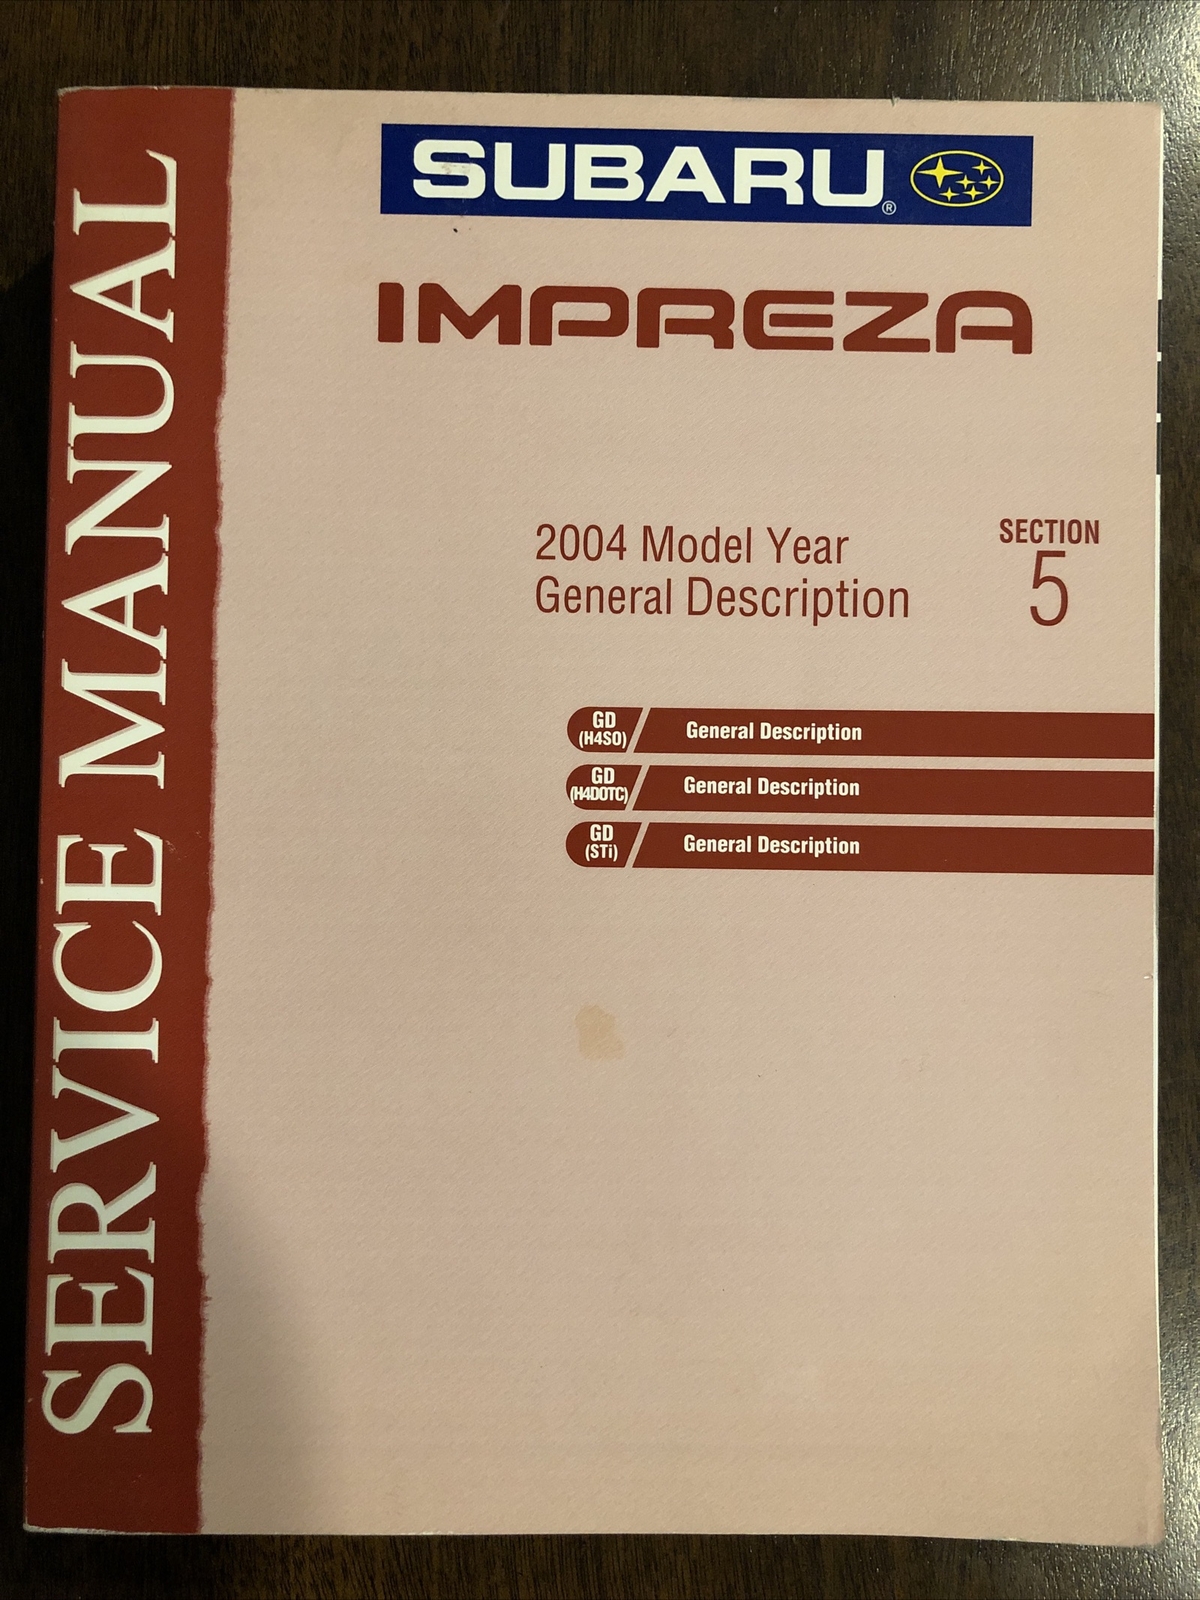 SERVICE MANUAL
SUBARU®
IMPREZA
2004 Model Year
General Description
SECTION
5
GD
(H4SO)
General Description
GD
(H4DOTC)
General Description
GD
(STi)
General Description